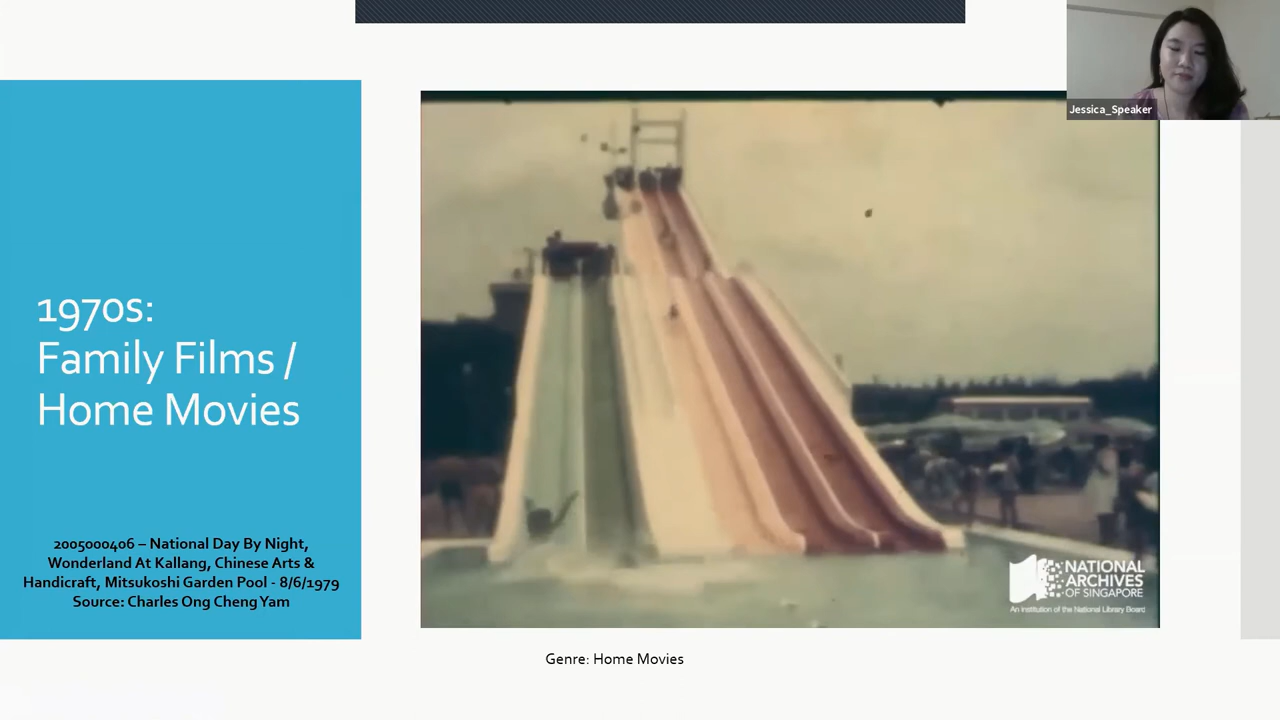 Jessica_Speaker
1970s:
Family Films /
Home Movies
2005000406 – National Day By Night,
Wonderland At Kallang, Chinese Arts &
Handicraft, Mitsukoshi Garden Pool - 8/6/1979
Source: Charles Ong Cheng Yam
NATIONAL
ARCHIVES
OF SINGAPORE
An Institution of the National Library Board
Genre: Home Movies